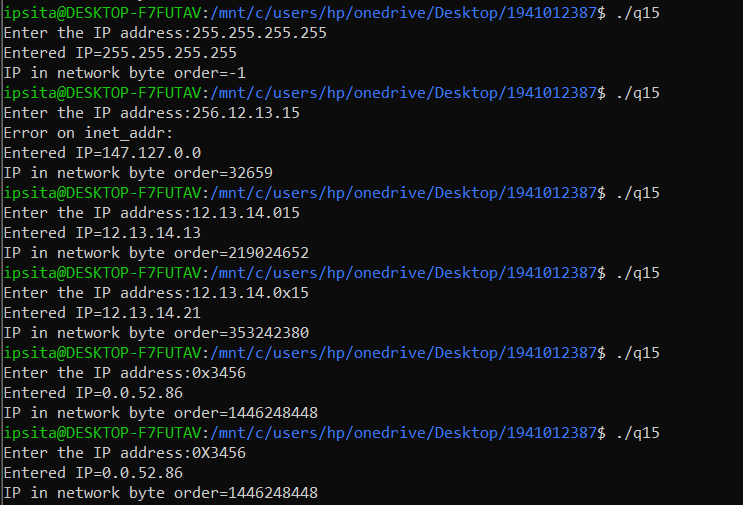 ipsita@DESKTOP-F7FUTAV:/mnt/c/users/hp/onedrive/Desktop/1941012387$ ./q15
Enter the IP address:255.255.255.255
Entered IP=255.255.255.255
IP in network byte order=-1
ipsita@DESKTOP-F7FUTAV:/mnt/c/users/hp/onedrive/Desktop/1941012387$ ./q15
Enter the IP address:256.12.13.15
Error on inet_addr:
Entered IP=147.127.0.0
IP in network byte order=32659
ipsita@DESKTOP-F7FUTAV:/mnt/c/users/hp/onedrive/Desktop/1941012387$ ./q15
Enter the IP address:12.13.14.015
Entered IP=12.13.14.13
IP in network byte order=219024652
ipsita@DESKTOP-F7FUTAV:/mnt/c/users/hp/onedrive/Desktop/1941012387$ ./q15
Enter the IP address:12.13.14.0x15
Entered IP=12.13.14.21
IP in network byte order=353242380
ipsita@DESKTOP-F7FUTAV:/mnt/c/users/hp/onedrive/Desktop/1941012387$ ./q15
Enter the IP address:0x3456
Entered IP=0.0.52.86
IP in network byte order=1446248448
ipsita@DESKTOP-F7FUTAV:/mnt/c/users/hp/onedrive/Desktop/1941012387$ ./q15
Enter the IP address:0X3456
Entered IP=0.0.52.86
IP in network byte order=1446248448